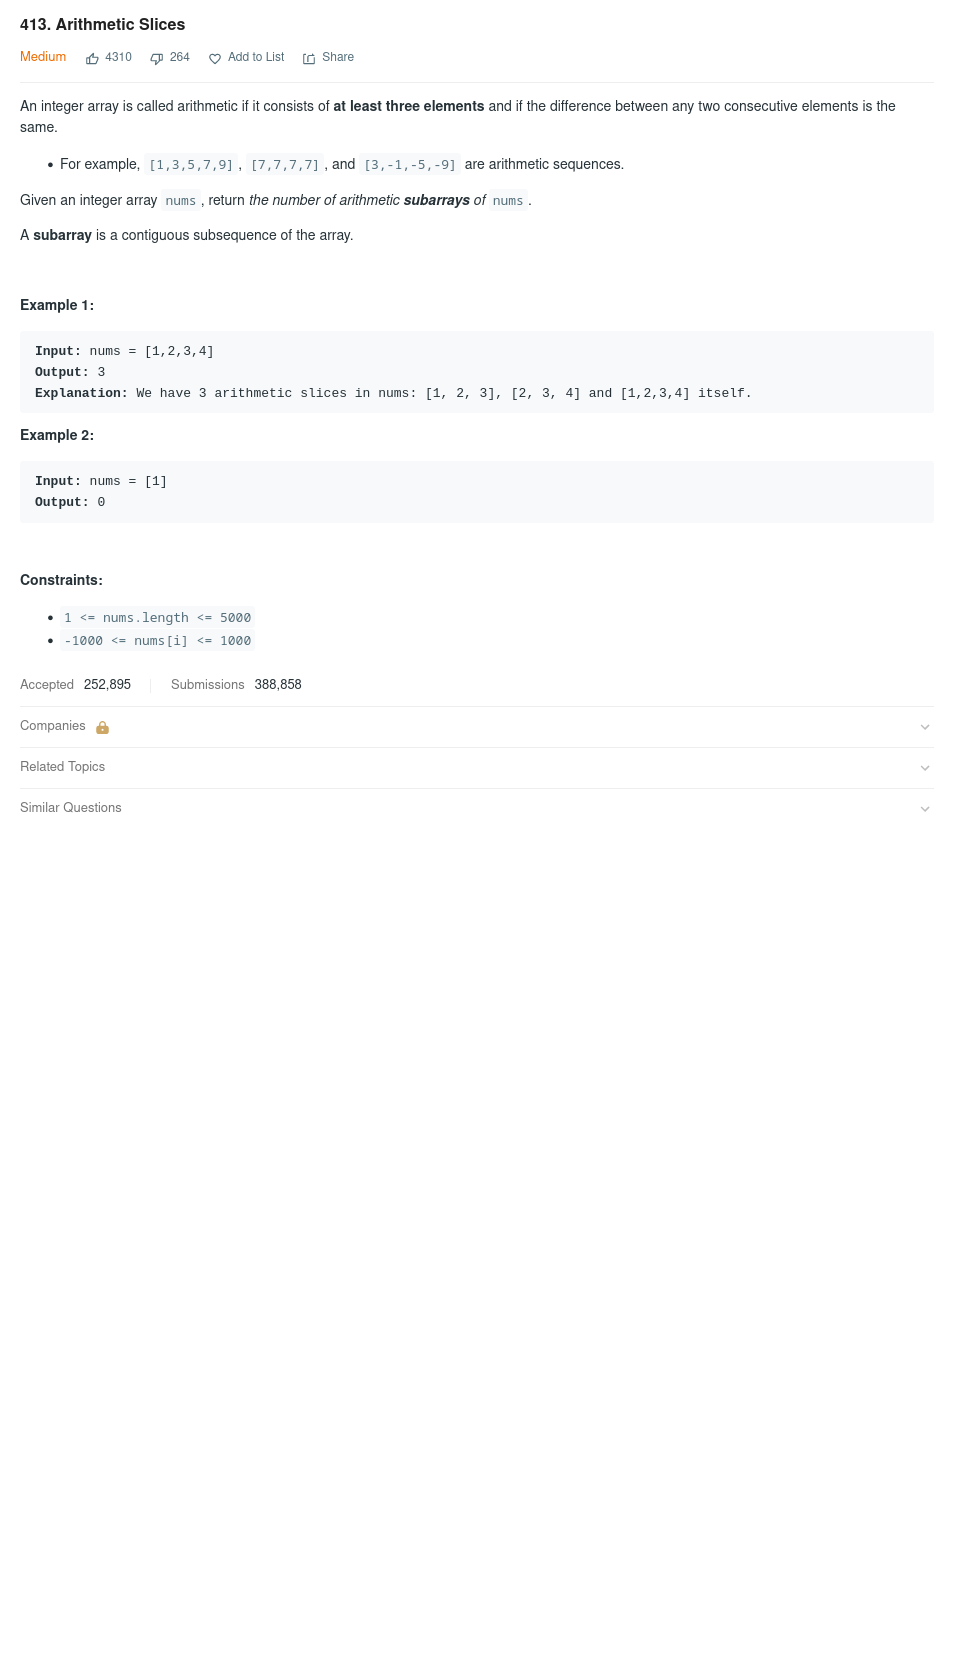 413. Arithmetic Slices
Medium 4310 264 Add to List Share
An integer array is called arithmetic if it consists of at least three elements and if the difference between any two consecutive elements is the
same.
• For example, [1,3,5,7,9] , [7,7,7,7] , and [3,-1,-5,-9] are arithmetic sequences.
Given an integer array nums , return the number of arithmetic subarrays of nums .
A subarray is a contiguous subsequence of the array.
Example 1:
Input: nums = [1,2,3,4]
Output: 3
Explanation: We have 3 arithmetic slices in nums: [1, 2, 3], [2, 3, 4] and [1,2,3,4] itself.
Example 2:
Input: nums = [1]
Output: 0
Constraints:
• 1 <= nums.length <= 5000
• -1000 <= nums[i] <= 1000
Accepted 252,895 Submissions 388,858
Companies
Related Topics
Similar Questions